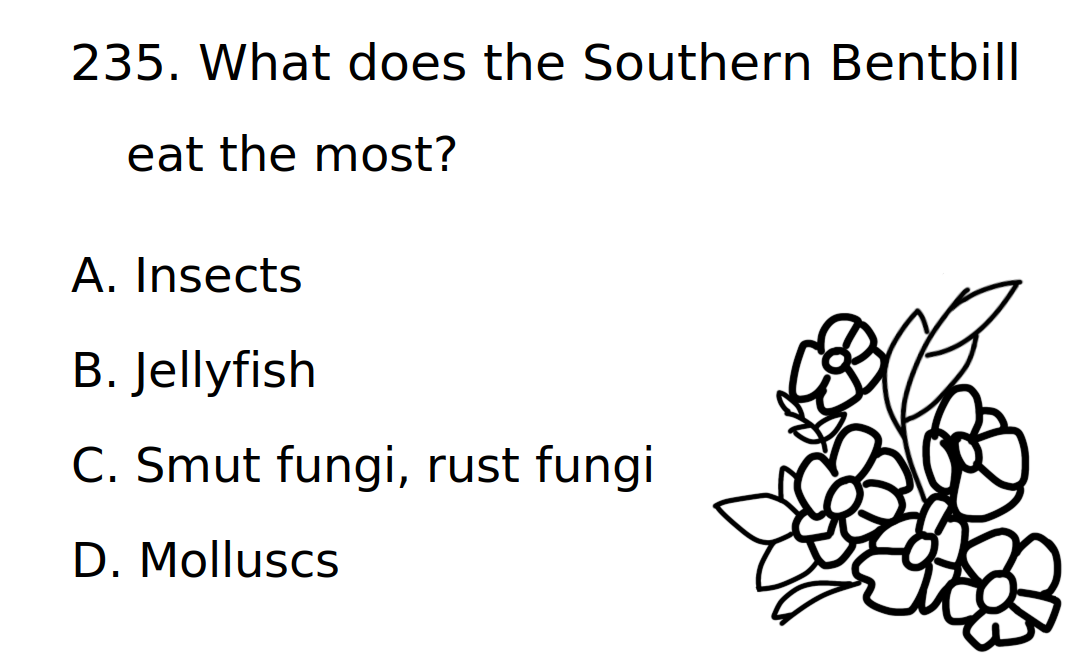 235. What does the Southern Bentbill
eat the most?
A. Insects
B. Jellyfish
C. Smut fungi, rust fungi
D. Molluscs